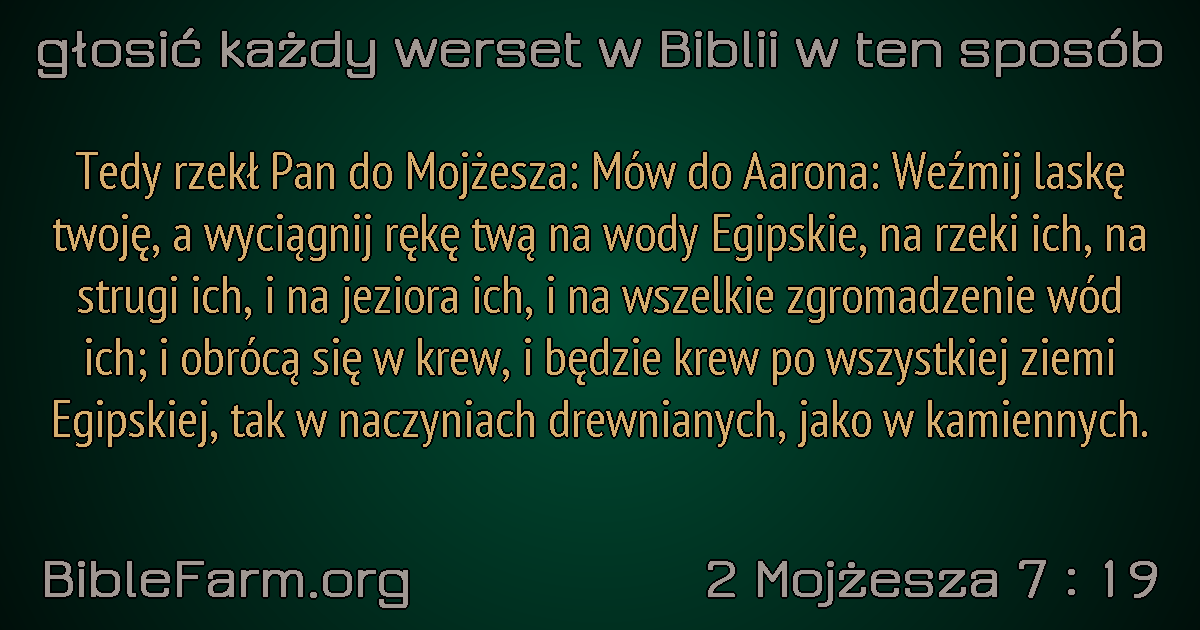 głosić każdy werset w Biblii w ten sposób
Tedy rzekł Pan do Mojżesza: Mów do Aarona: Weźmij laskę
twoję, a wyciągnij rękę twą na wody Egipskie, na rzeki ich, na
strugi ich, i na jeziora ich, i na wszelkie zgromadzenie wód
ich; i obrócą się w krew, i będzie krew po wszystkiej ziemi
Egipskiej, tak w naczyniach drewnianych, jako w kamiennych.
BibleFarm.org
2 Mojżesza 7 : 19